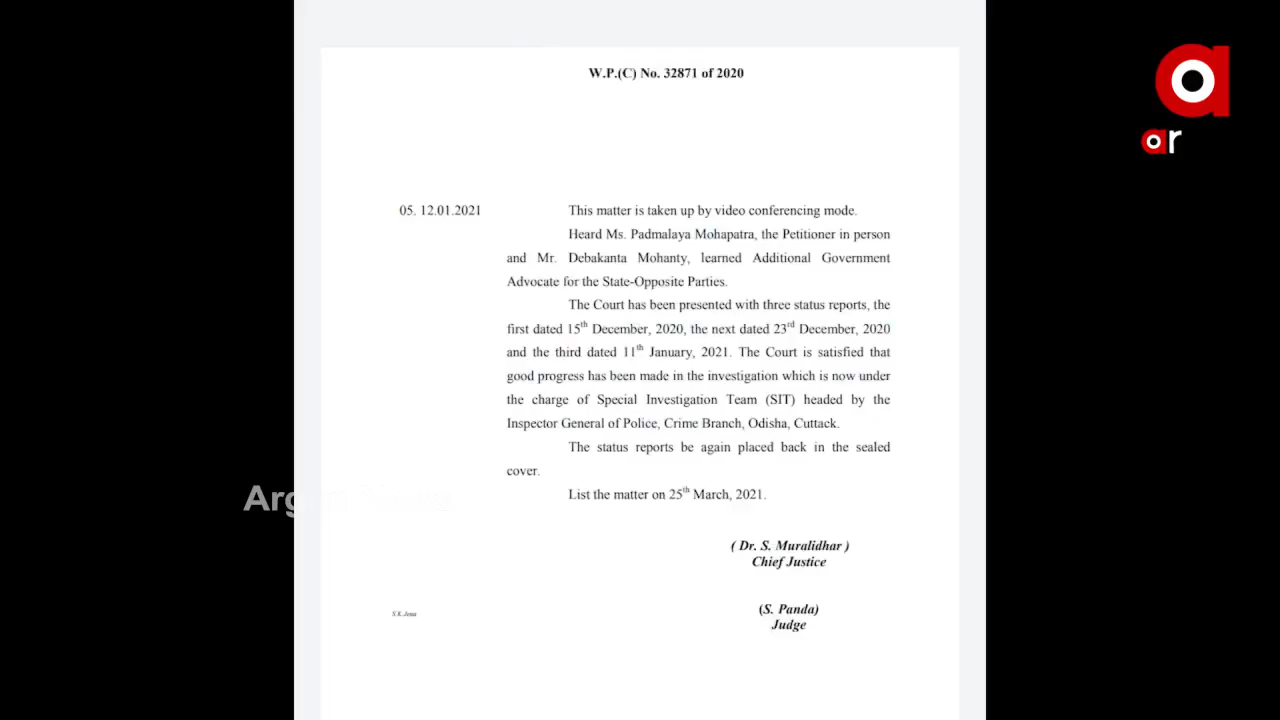 W.P.(C) No. 32871 of 2020
ar
05. 12.01.2021 This matter is taken up by video conferencing mode.
Heard Ms. Padmalaya Mohapatra, the Petitioner in person
and Mr. Debakanta Mohanty, learned Additional Government
Advocate for the State-Opposite Parties.
The Court has been presented with three status reports, the
first dated 15th December, 2020, the next dated 23rd December, 2020
and the third dated 11th January, 2021. The Court is satisfied that
good progress has been made in the investigation which is now under
the charge of Special Investigation Team (SIT) headed by the
Inspector General of Police, Crime Branch, Odisha, Cuttack.
The status reports be again placed back in the sealed
cover.
List the matter on 25th March, 2021.
( Dr. S. Muralidhar )
Chief Justice
(S. Panda)
Judge
S.K.Jena